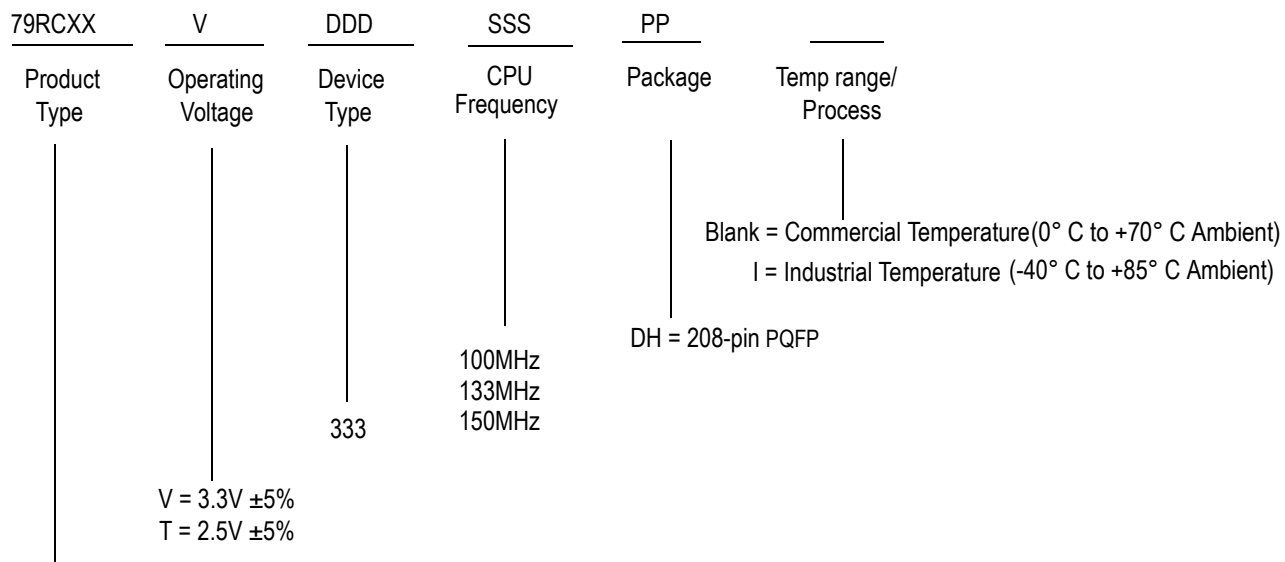 79RCXX V DDD SSS PP
Product Type
Operating Voltage
Device Type
CPU Frequency
Package
Temp range/ Process
Blank = Commercial Temperature(0° C to +70° C Ambient)
I = Industrial Temperature (-40° C to +85° C Ambient)
DH = 208-pin PQFP
100MHz
133MHz
150MHz
333
V = 3.3V ±5%
T = 2.5V ±5%